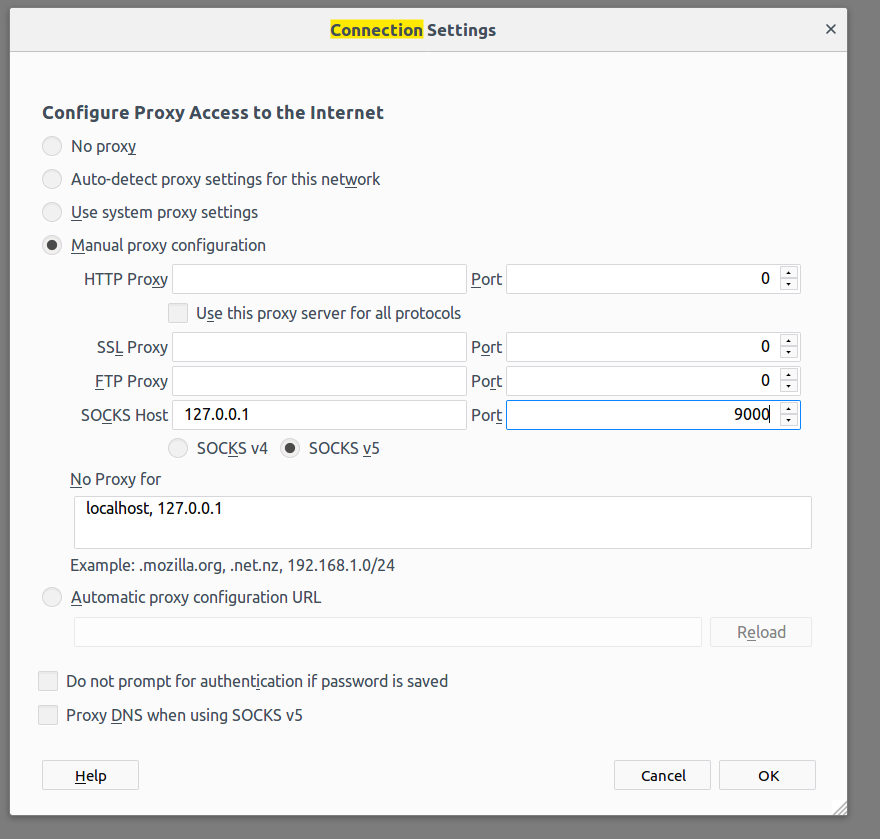 Connection Settings
Configure Proxy Access to the Internet
No proxy
Auto-detect proxy settings for this network
Use system proxy settings
Manual proxy configuration
HTTP Proxy Port 0
Use this proxy server for all protocols
SSL Proxy Port 0
FTP Proxy Port 0
SOCKS Host 127.0.0.1 Port 9000
SOCKS v4 SOCKS v5
No Proxy for
localhost, 127.0.0.1
Example: .mozilla.org, .net.nz, 192.168.1.0/24
Automatic proxy configuration URL
Reload
Do not prompt for authentication if password is saved
Proxy DNS when using SOCKS v5
Help Cancel OK